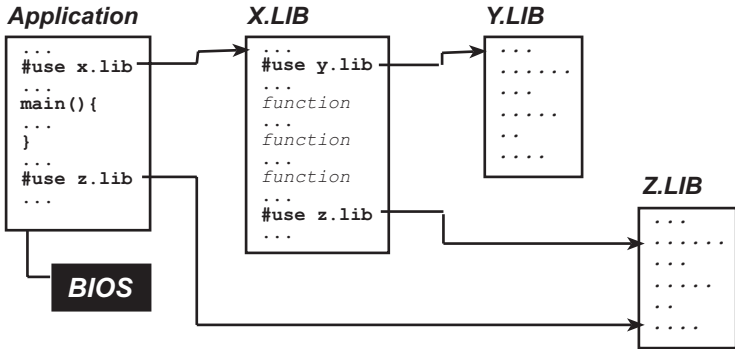 Application
...
#use x.lib
...
main(){
...
}
...
#use z.lib
...
BIOS
X.LIB
...
#use y.lib
...
function
...
function
...
function
...
#use z.lib
...
Y.LIB
...
......
...
.....
..
....
Z.LIB
...
......
...
.....
..
....